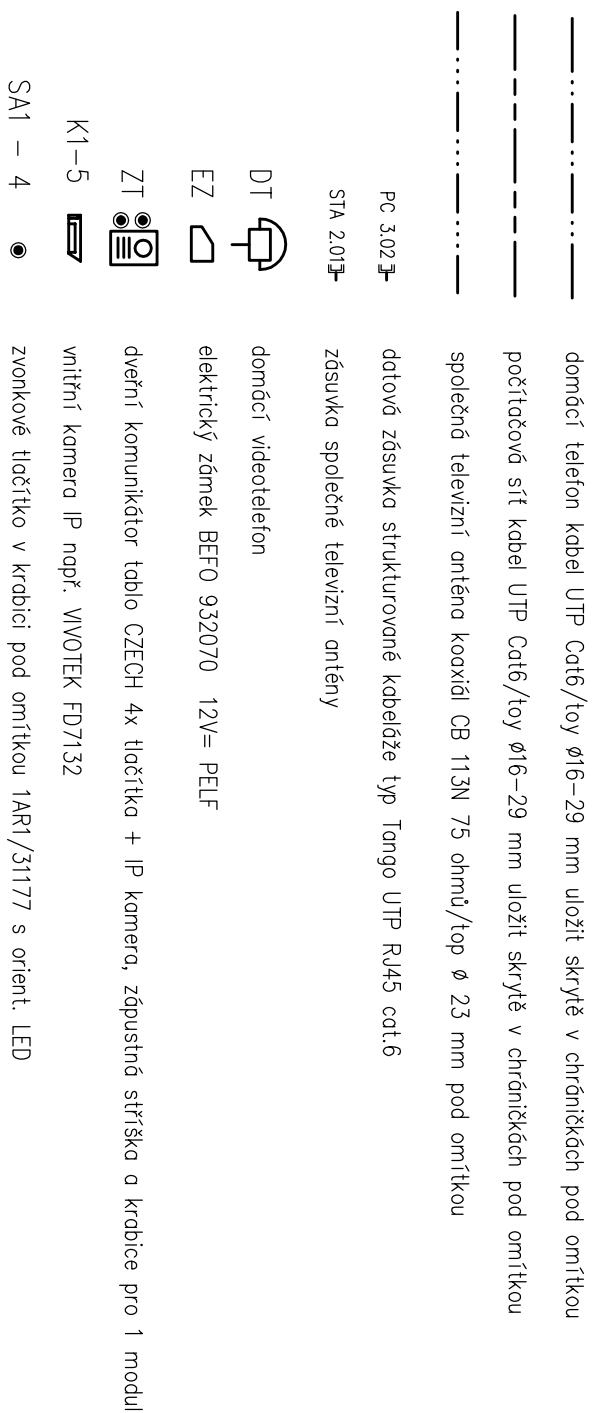 domácí telefon kabel UTP Cat6/toy ø16-29 mm uložit skrytě v chráničkách pod omítkou
počítačová síť kabel UTP Cat6/toy ø16-29 mm uložit skrytě v chráničkách pod omítkou
společná televizní anténa koaxiál CB 113N 75 ohmů/top ø 23 mm pod omítkou
PC 3.02 datová zásuvka strukturované kabeláže typ Tango UTP RJ45 cat.6
STA 2.01 zásuvka společné televizní antény
DT domácí videotelefon
EZ elektrický zámek BEFO 932070 12V= PELF
ZT dveřní komunikátor tablo CZECH 4x tlačítka + IP kamera, zápustná stříška a krabice pro 1 modul
K1-5 vnitřní kamera IP např. VIVOTEK FD7132
SA1 - 4 zvonkové tlačítko v krabici pod omítkou 1AR1/31177 s orient. LED